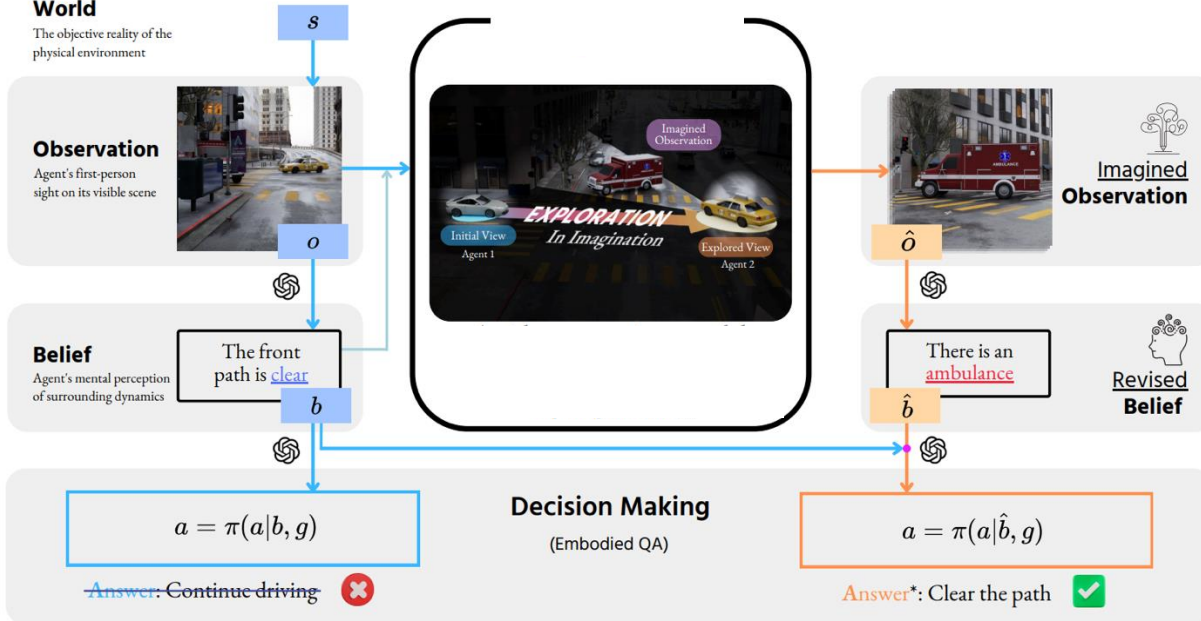 World
The objective reality of the
physical environment
s
Observation
Agent's first-person
sight on its visible scene
o
Imagined
Observation
EXPLORATION
In Imagination
Initial View
Agent 1
Explored View
Agent 2
AMBULANCE
Imagined
Observation
ô
Belief
Agent's mental perception
of surrounding dynamics
The front
path is clear
b
There is an
ambulance
b̂
Revised
Belief
Decision Making
(Embodied QA)
a = π(a|b, g)
Answer: Continue driving
a = π(a|b̂, g)
Answer*: Clear the path